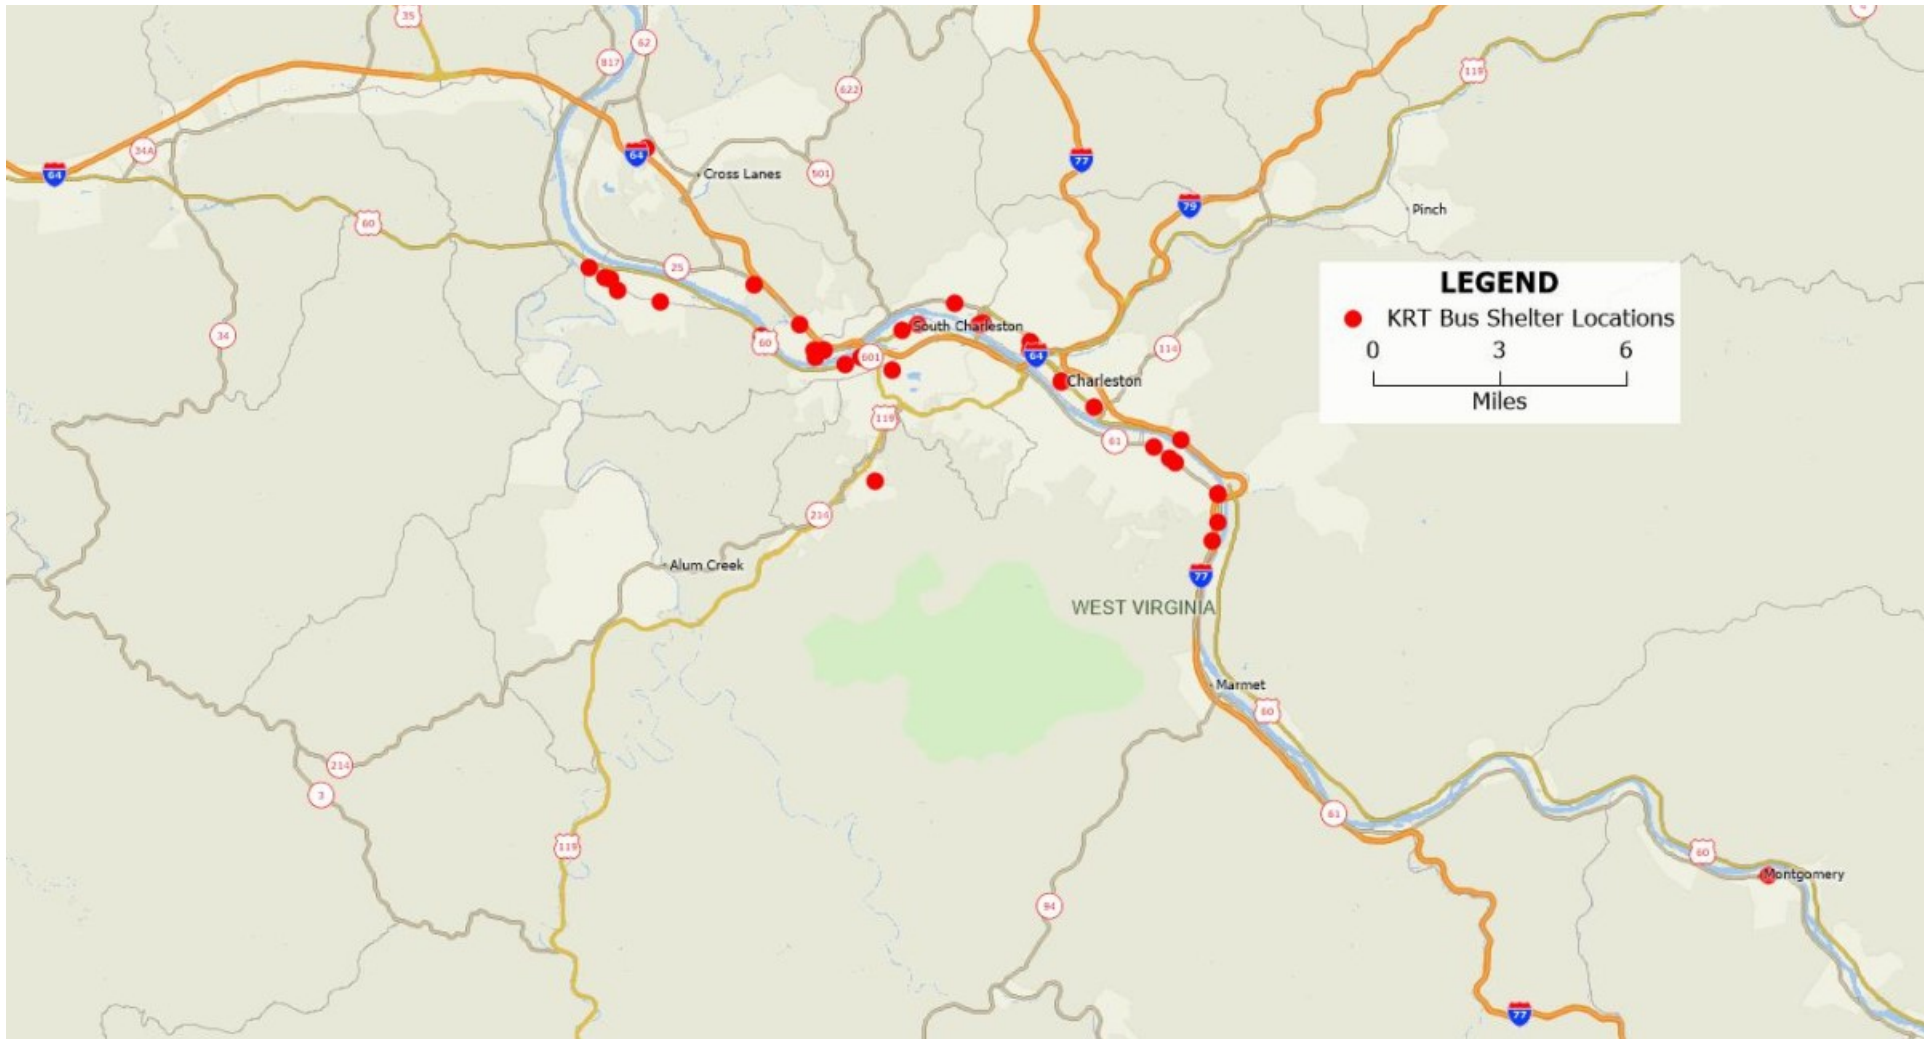 35
62
817
4
119
622
34A
64
77
501
64
Cross Lanes
79
Pinch
60
25
LEGEND
KRT Bus Shelter Locations
0 3 6
Miles
34
South Charleston
60
601
64
114
Charleston
119
61
214
Alum Creek
77
WEST VIRGINIA
Marmet
60
214
3
61
119
60
Montgomery
94
77